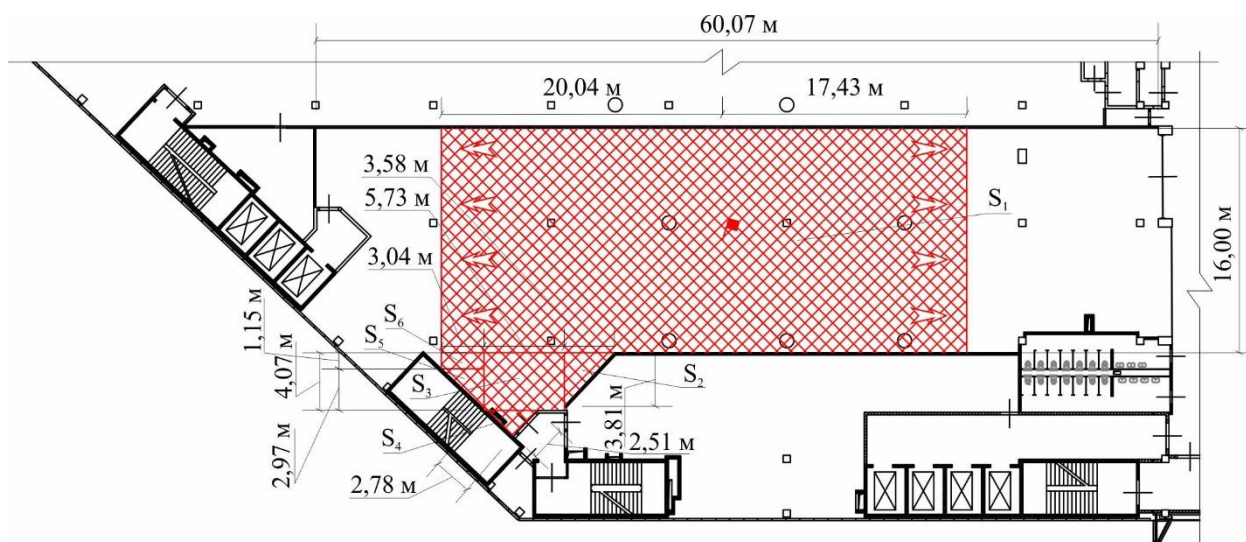 60,07 м
20,04 м
17,43 м
3,58 м
5,73 м
S₁
3,04 м
16,00 м
1,15 м
S₆
S₅
4,07 м
S₃
S₂
S₄
3,81 м
2,51 м
2,97 м
2,78 м